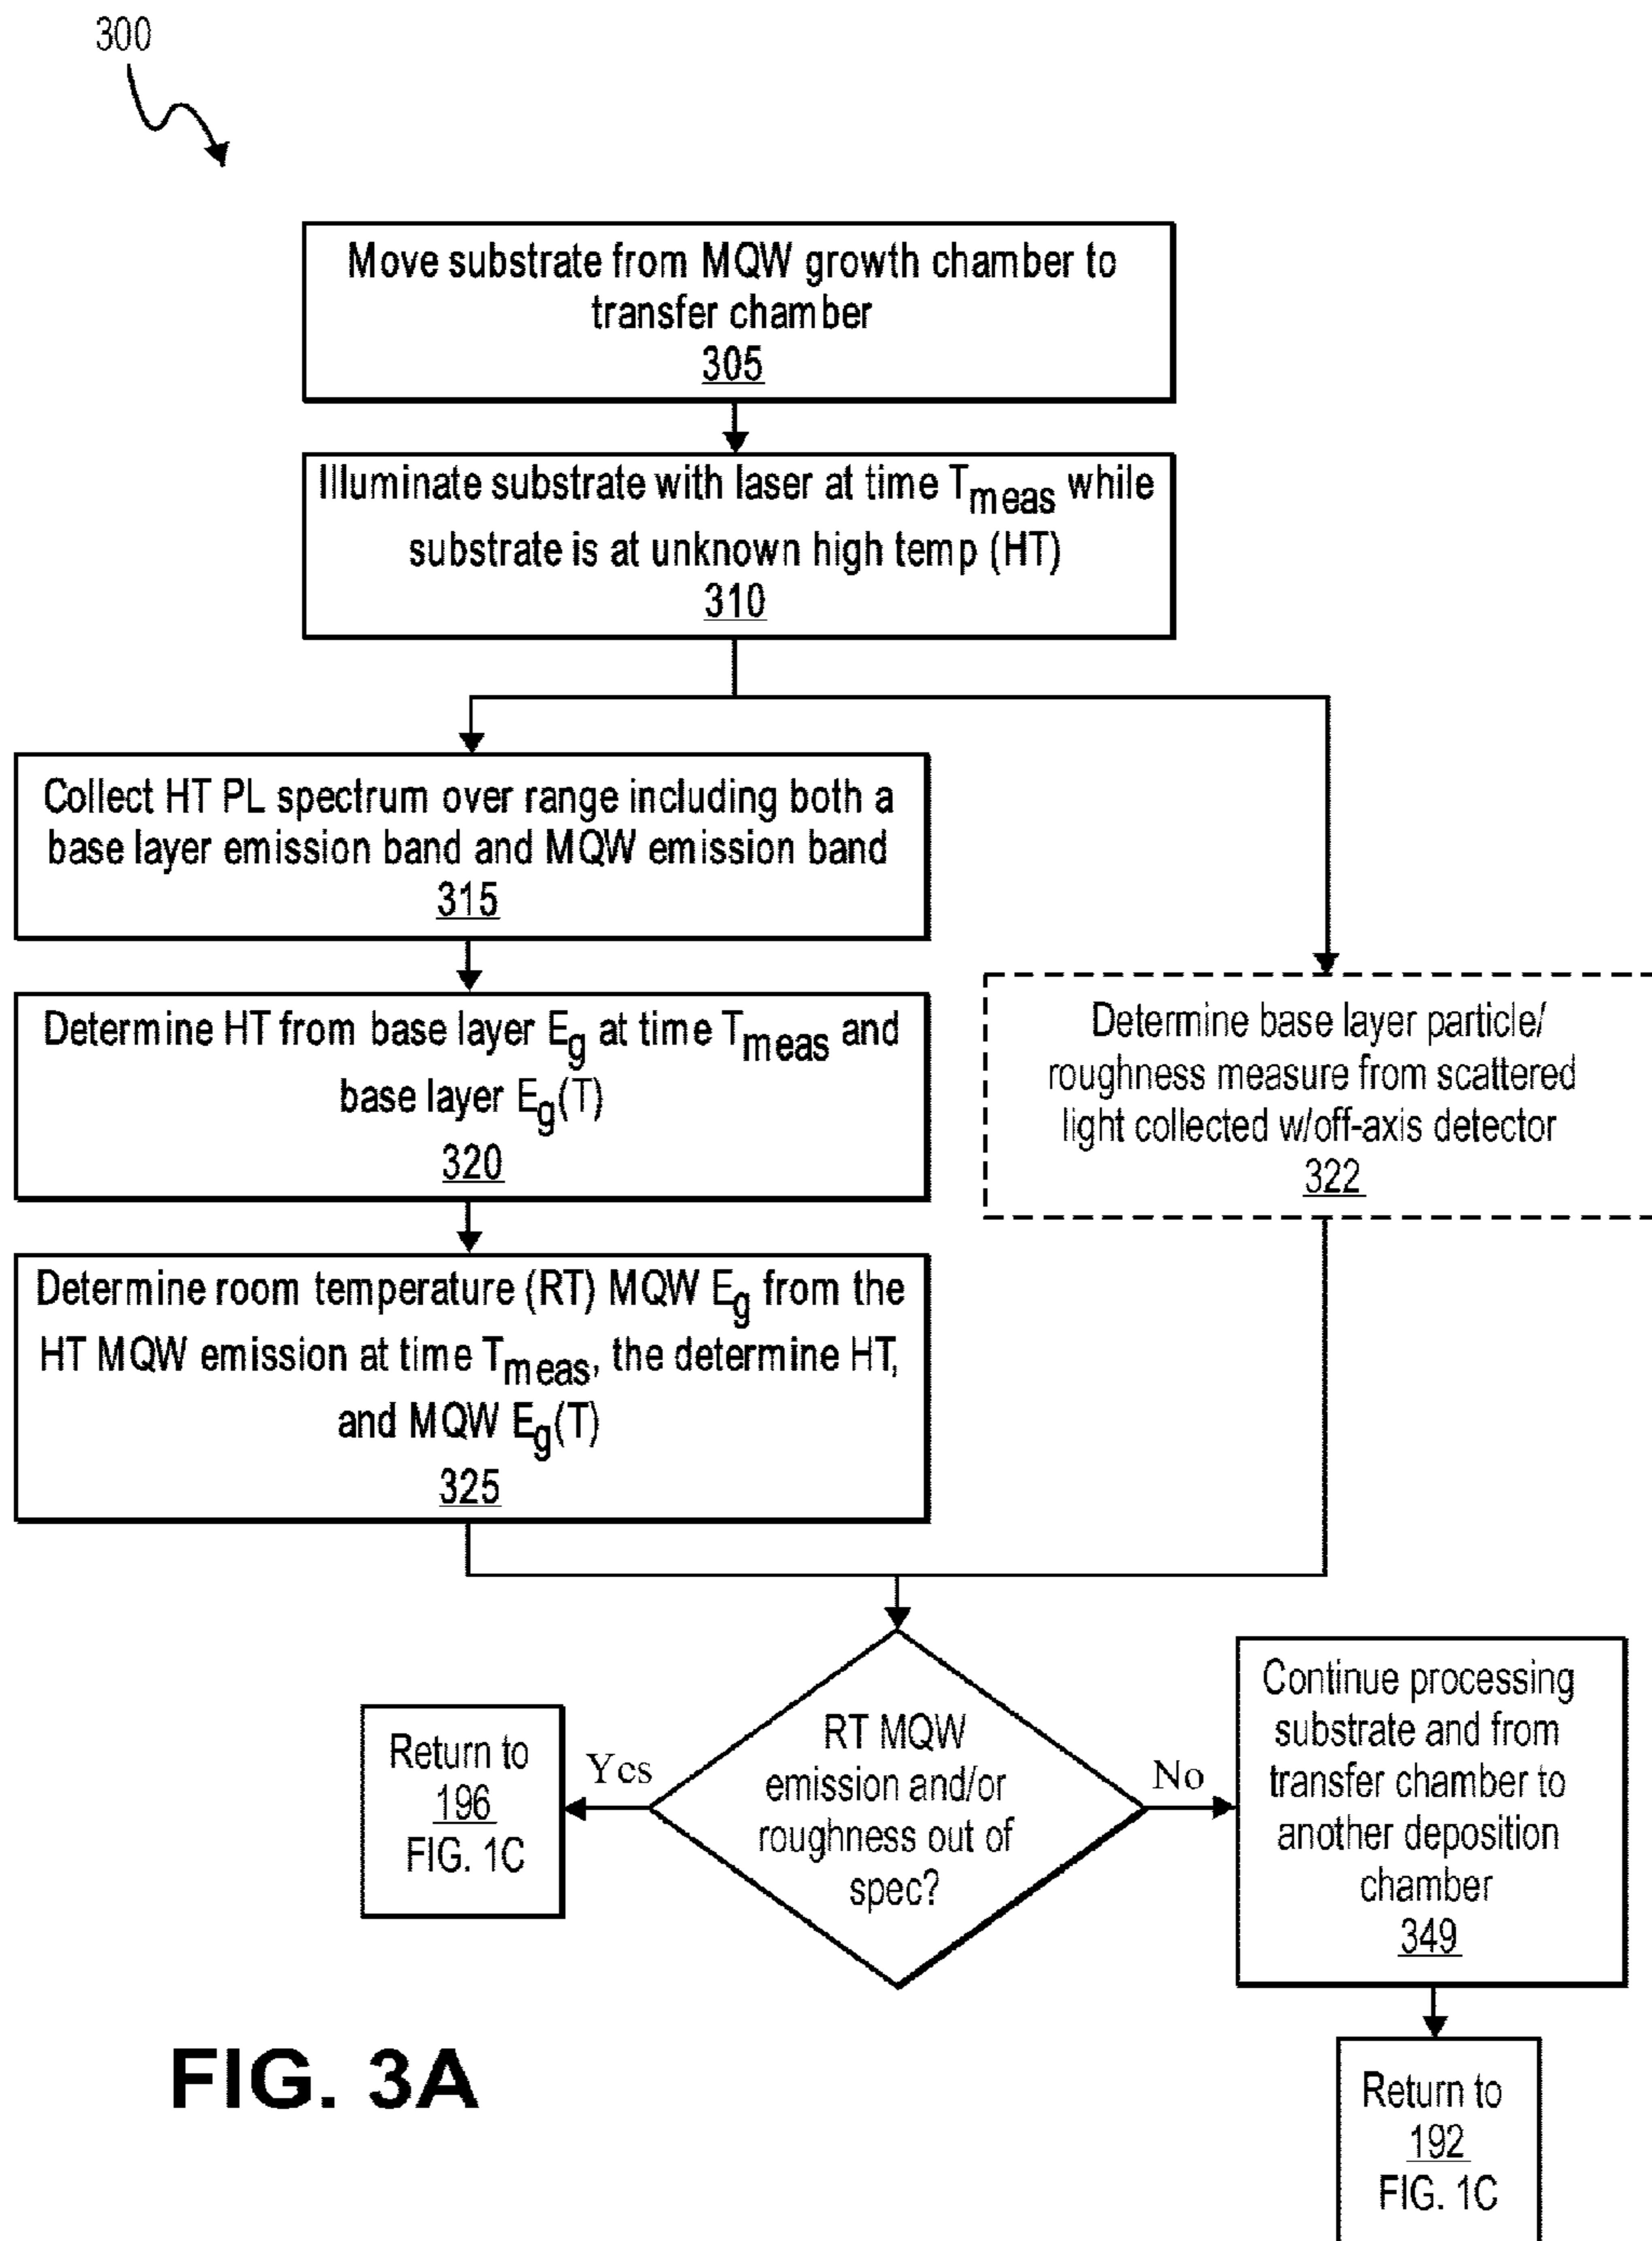 300
Move substrate from MQW growth chamber to
transfer chamber
305
Illuminate substrate with laser at time Tmeas while
substrate is at unknown high temp (HT)
310
Collect HT PL spectrum over range including both a
base layer emission band and MQW emission band
315
Determine HT from base layer Eg at time Tmeas and
base layer Eg(T)
320
Determine base layer particle/
roughness measure from scattered
light collected w/off-axis detector
322
Determine room temperature (RT) MQW Eg from the
HT MQW emission at time Tmeas, the determine HT,
and MQW Eg(T)
325
RT MQW
emission and/or
roughness out of
spec?
Yes
Return to
196
FIG. 1C
No
Continue processing
substrate and from
transfer chamber to
another deposition
chamber
349
Return to
192
FIG. 1C
FIG. 3A